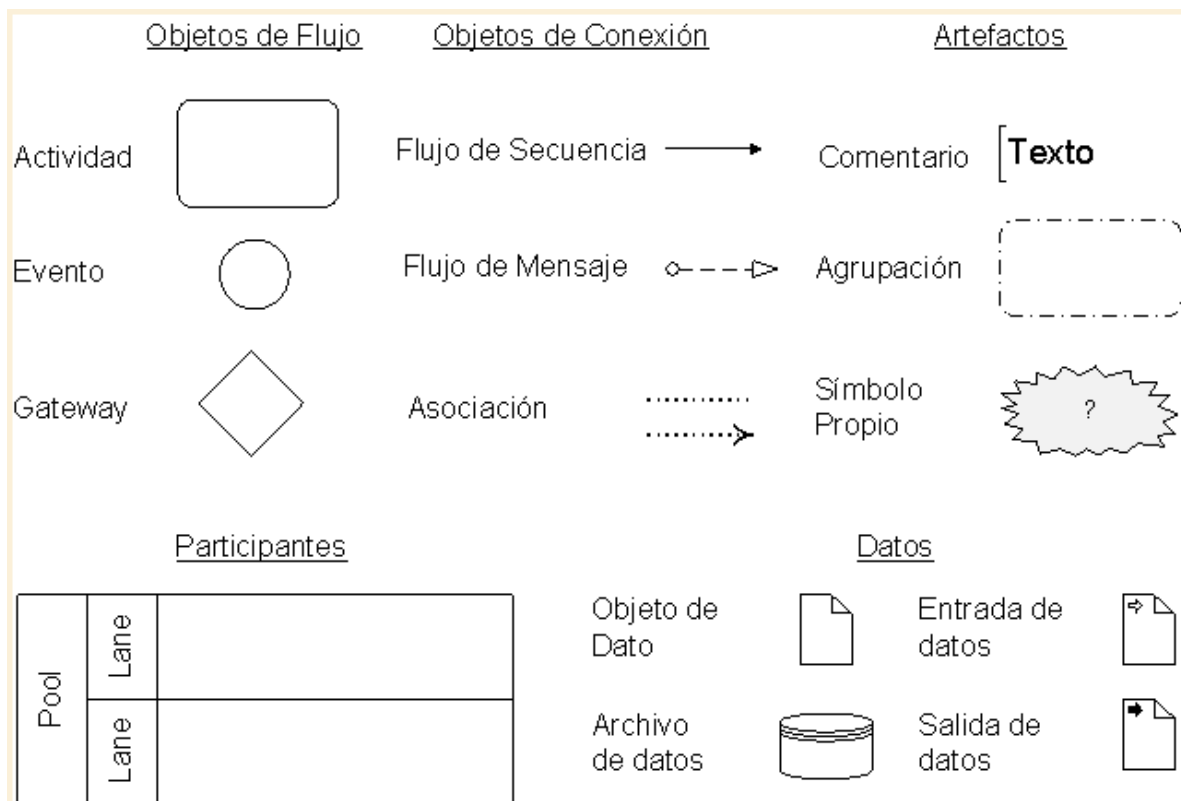 Objetos de Flujo
Objetos de Conexión
Artefactos
Actividad
Flujo de Secuencia
Comentario
Texto
Evento
Flujo de Mensaje
Agrupación
Gateway
Asociación
Símbolo
Propio
?
Participantes
Datos
Pool
Lane
Lane
Objeto de
Dato
Entrada de
datos
Archivo
de datos
Salida de
datos